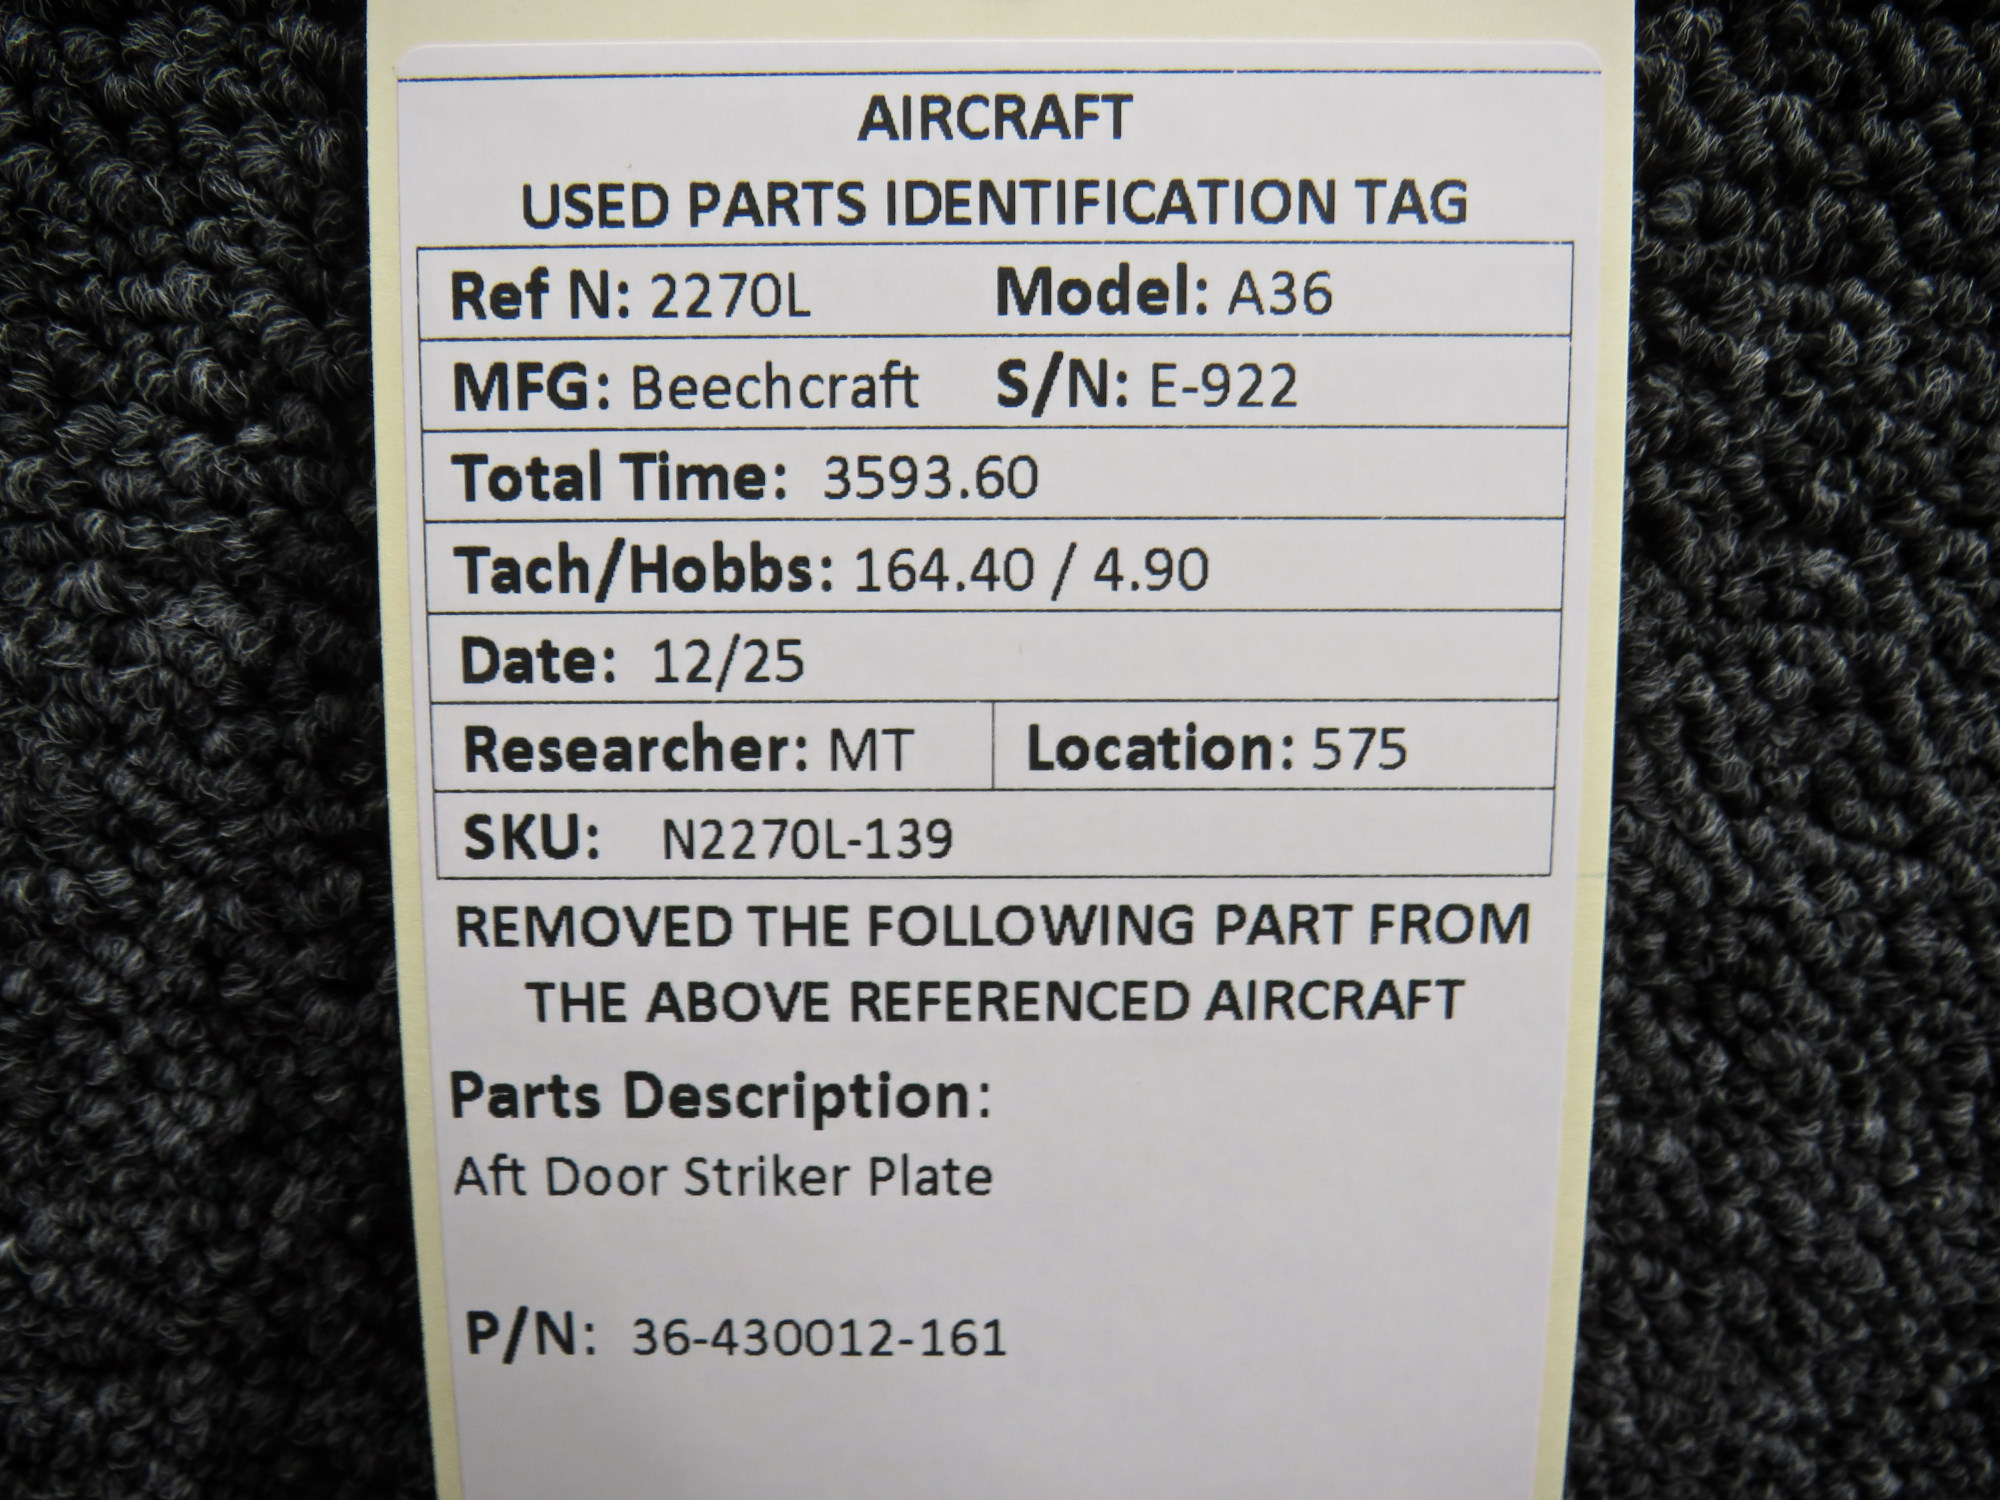 AIRCRAFT
USED PARTS IDENTIFICATION TAG
Ref N: 2270L Model: A36
MFG: Beechcraft S/N: E-922
Total Time: 3593.60
Tach/Hobbs: 164.40 / 4.90
Date: 12/25
Researcher: MT Location: 575
SKU: N2270L-139
REMOVED THE FOLLOWING PART FROM
THE ABOVE REFERENCED AIRCRAFT
Parts Description:
Aft Door Striker Plate
P/N: 36-430012-161